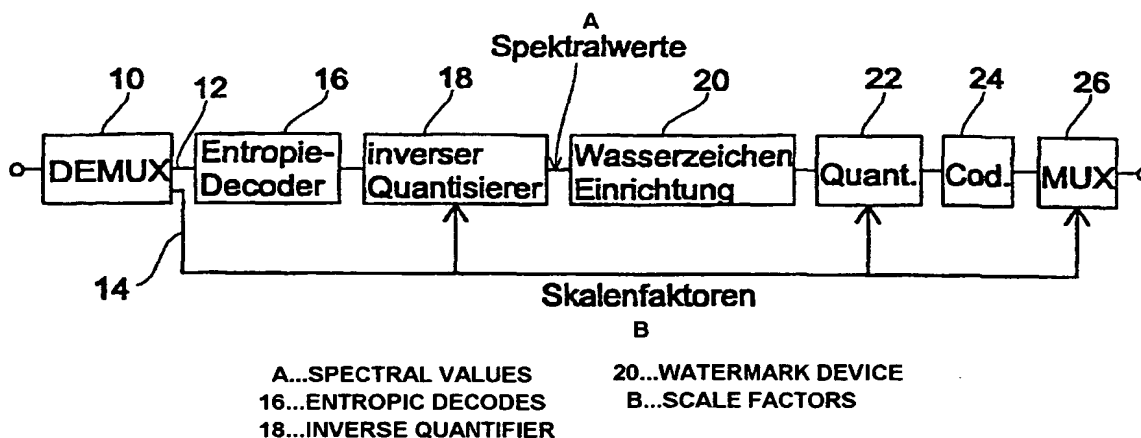 A
Spektralwerte
10
12
16
18
20
22
24
26
DEMUX
Entropie-
Decoder
inverser
Quantisierer
Wasserzeichen
Einrichtung
Quant.
Cod.
MUX
14
Skalenfaktoren
B
A...SPECTRAL VALUES
16...ENTROPIC DECODES
18...INVERSE QUANTIFIER
20...WATERMARK DEVICE
B...SCALE FACTORS